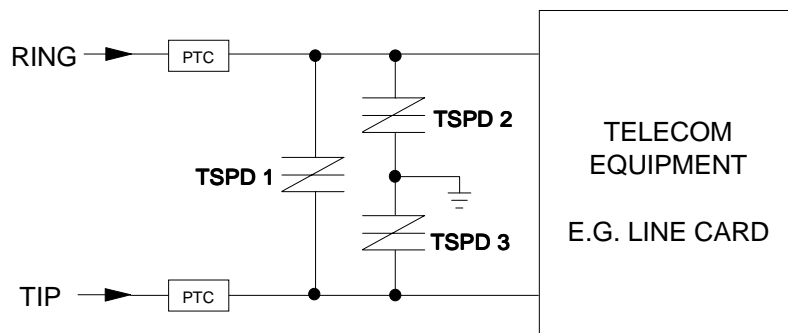 RING
PTC
TSPD 1
TSPD 2
TSPD 3
TIP
PTC
TELECOM
EQUIPMENT
E.G. LINE CARD